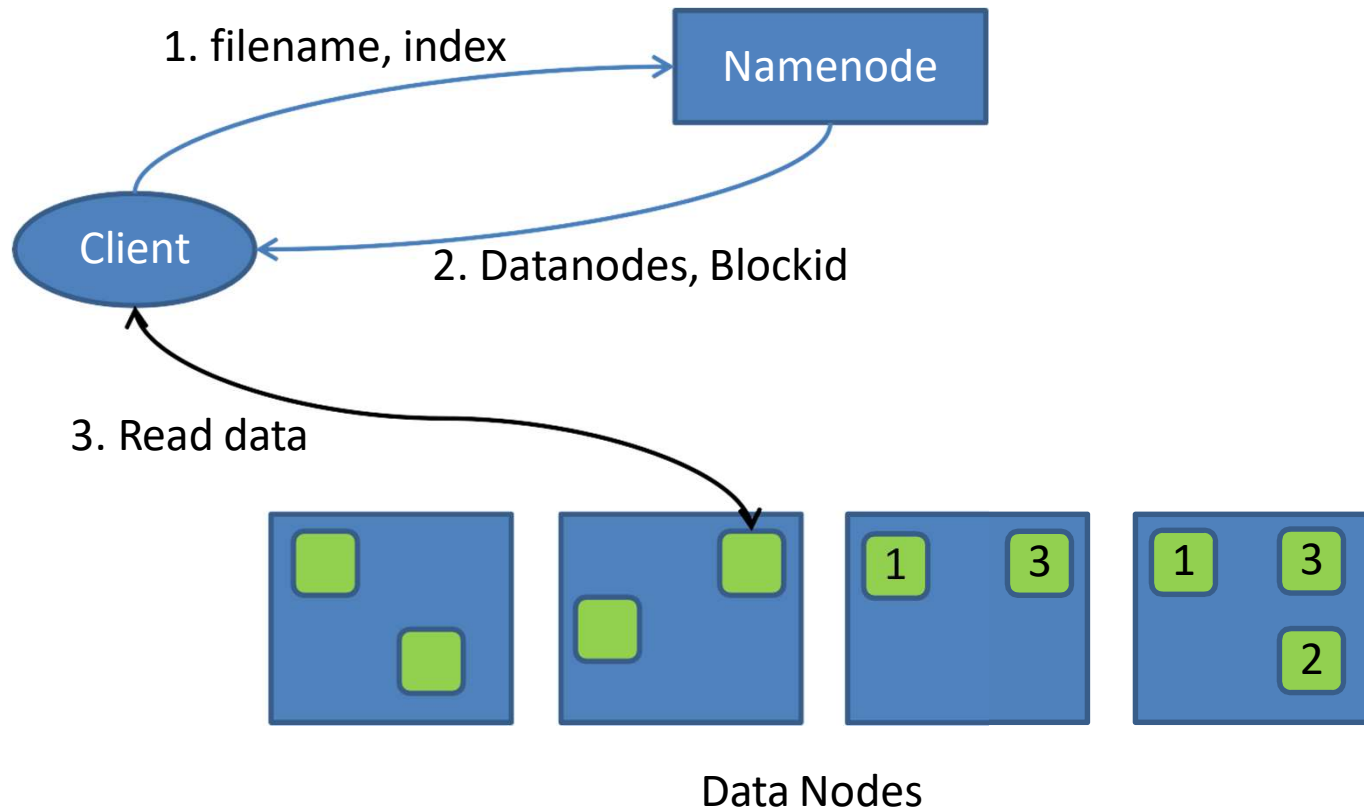 1. filename, index
Namenode
Client
2. Datanodes, Blockid
3. Read data
1
3
1
3
2
Data Nodes